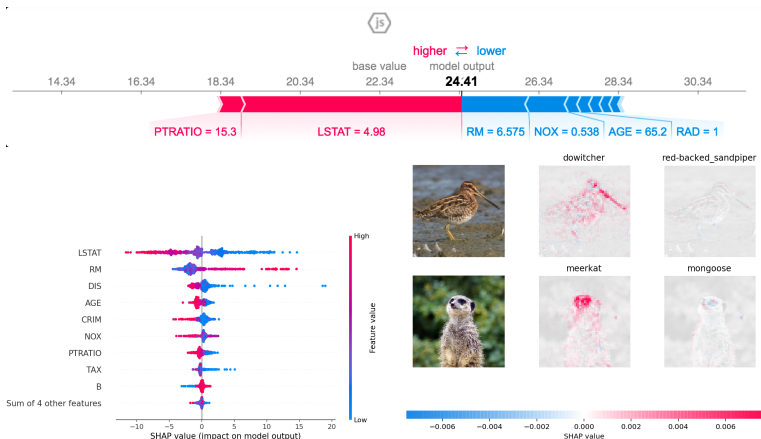 js
higher lower
base value model output
14.34 16.34 18.34 20.34 22.34 24.41 26.34 28.34 30.34
PTRATIO = 15.3 LSTAT = 4.98 RM = 6.575 NOX = 0.538 AGE = 65.2 RAD = 1
dowitcher red-backed_sandpiper
meerkat mongoose
High
LSTAT
RM
DIS
AGE
CRIM
NOX
PTRATIO
TAX
B
Sum of 4 other features
Feature value
Low
−10 −5 0 5 10 15 20
SHAP value (impact on model output)
−0.006 −0.004 −0.002 0.000 0.002 0.004 0.006
SHAP value